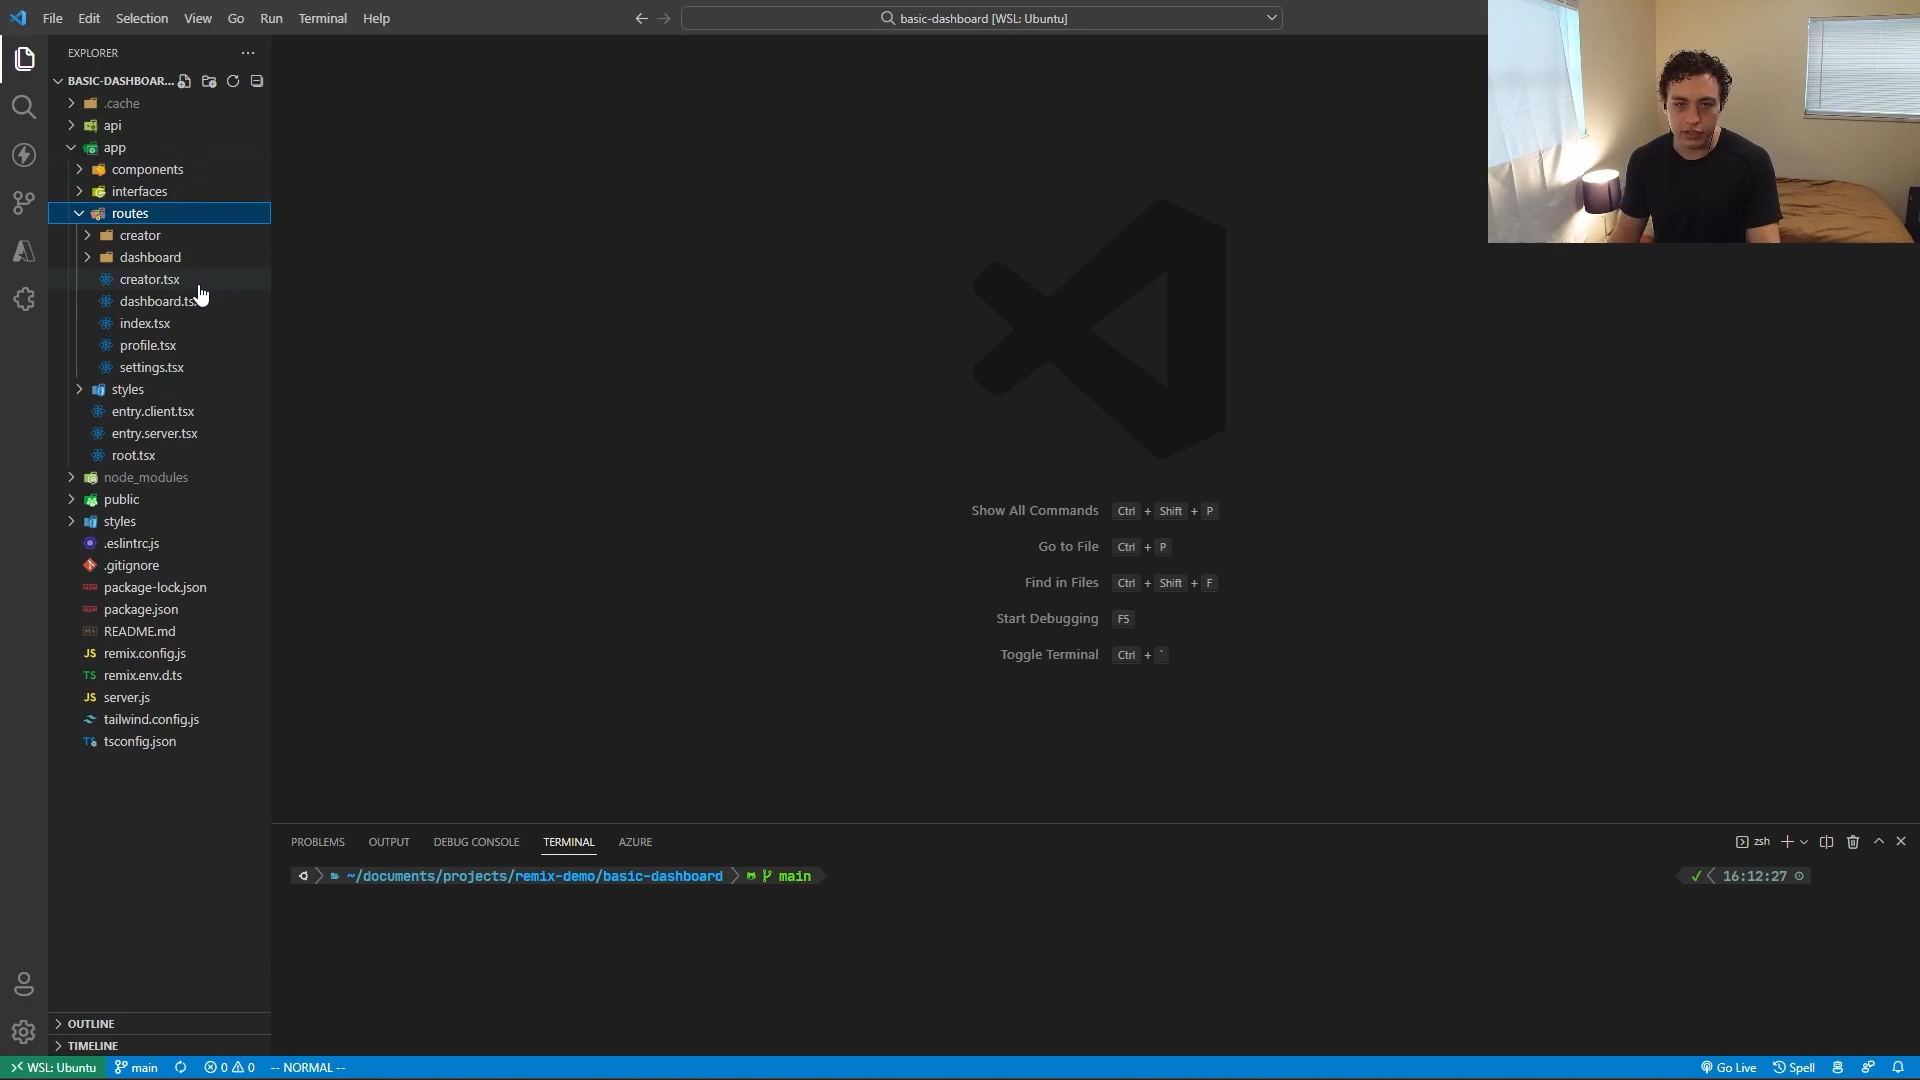 File Edit Selection View Go Run Terminal Help
basic-dashboard [WSL: Ubuntu]
EXPLORER
BASIC-DASHBOAR...
.cache
api
app
components
interfaces
routes
creator
dashboard
creator.tsx
dashboard.tsx
index.tsx
profile.tsx
settings.tsx
styles
entry.client.tsx
entry.server.tsx
root.tsx
node_modules
public
styles
.eslintrc.js
.gitignore
package-lock.json
package.json
README.md
JS remix.config.js
TS remix.env.d.ts
JS server.js
tailwind.config.js
TS tsconfig.json
OUTLINE
TIMELINE
Show All Commands Ctrl + Shift + P
Go to File Ctrl + P
Find in Files Ctrl + Shift + F
Start Debugging F5
Toggle Terminal Ctrl + `
PROBLEMS OUTPUT DEBUG CONSOLE TERMINAL AZURE
zsh
~/documents/projects/remix-demo/basic-dashboard main
16:12:27
WSL: Ubuntu main 0 0 -- NORMAL --
Go Live Spell